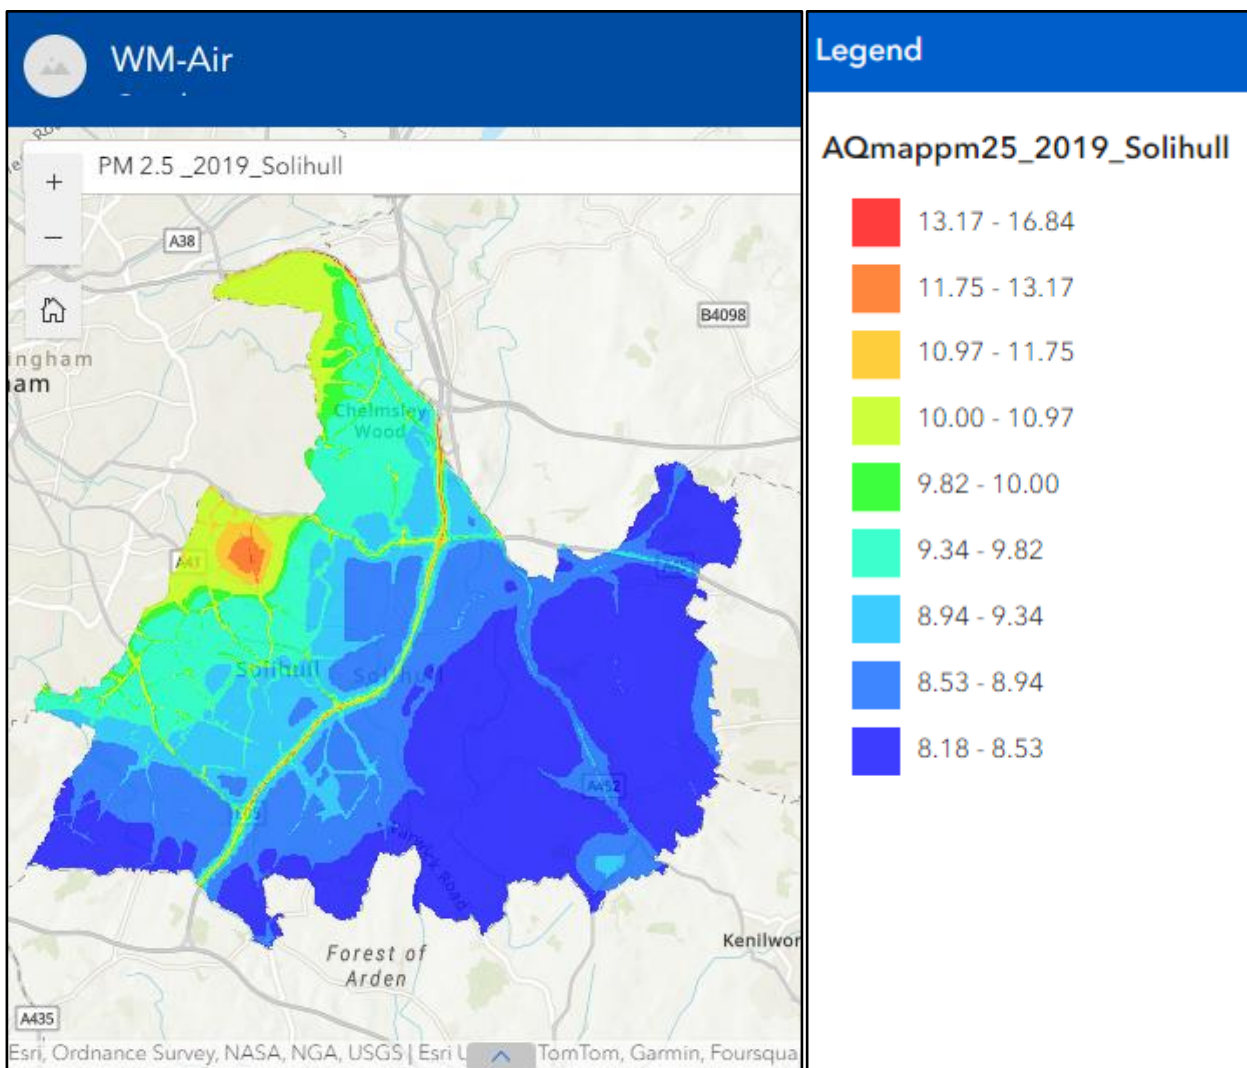 WM-Air
PM 2.5 _2019_Solihull
+
−
A38
B4098
ingham
am
Chelmsley
Wood
A41
Solihull
Solihull
A452
Warwick Road
Forest of
Arden
Kenilwor
A435
Esri, Ordnance Survey, NASA, NGA, USGS | Esri U
TomTom, Garmin, Foursqua
Legend
AQmappm25_2019_Solihull
13.17 - 16.84
11.75 - 13.17
10.97 - 11.75
10.00 - 10.97
9.82 - 10.00
9.34 - 9.82
8.94 - 9.34
8.53 - 8.94
8.18 - 8.53